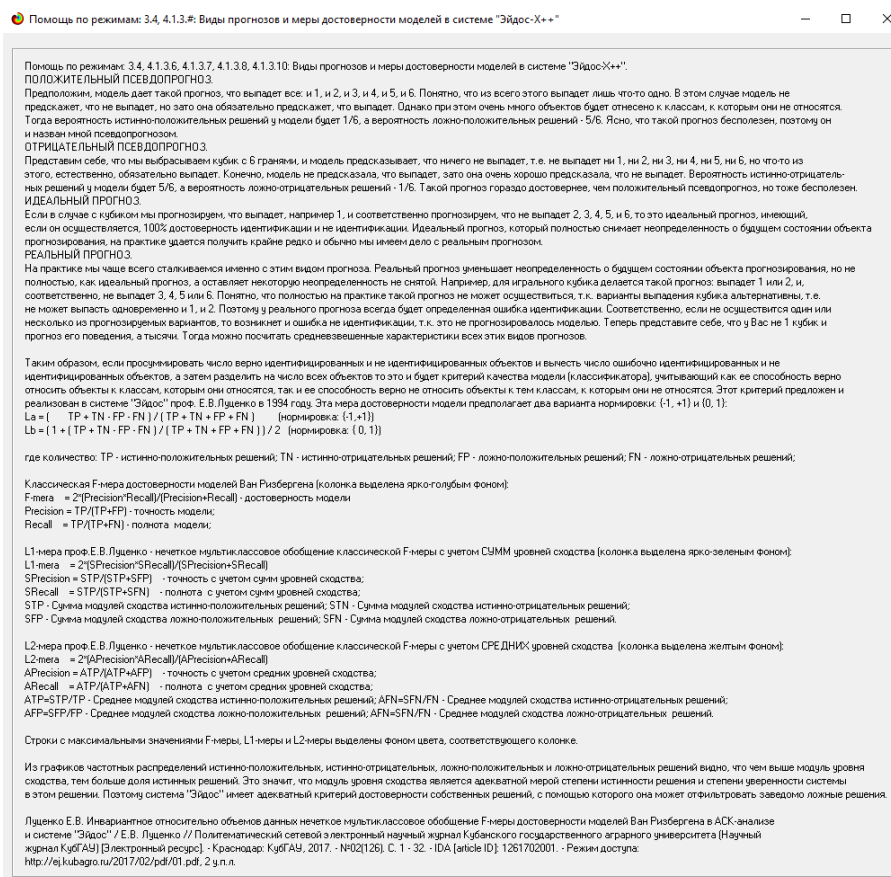 Помощь по режимам: 3.4, 4.1.3.#: Виды прогнозов и меры достоверности моделей в системе "Эйдос-X++"
Помощь по режимам: 3.4, 4.1.3.6, 4.1.3.7, 4.1.3.8, 4.1.3.10: Виды прогнозов и меры достоверности моделей в системе "Эйдос-X++".
ПОЛОЖИТЕЛЬНЫЙ ПСЕВДОПРОГНОЗ.
Предположим, модель дает такой прогноз, что выпадет все: и 1, и 2, и 3, и 4, и 5, и 6. Понятно, что из всего этого выпадет лишь что-то одно. В этом случае модель не
предскажет, что не выпадет, но зато она обязательно предскажет, что выпадет. Однако при этом очень много объектов будет отнесено к классам, к которым они не относятся.
Тогда вероятность истинно-положительных решений у модели будет 1/6, а вероятность ложно-положительных решений - 5/6. Ясно, что такой прогноз бесполезен, поэтому он
и назван мной псевдопрогнозом.
ОТРИЦАТЕЛЬНЫЙ ПСЕВДОПРОГНОЗ.
Представим себе, что мы выбрасываем кубик с 6 гранями, и модель предсказывает, что ничего не выпадет, т.е. не выпадет ни 1, ни 2, ни 3, ни 4, ни 5, ни 6, но что-то из
этого, естественно, обязательно выпадет. Конечно, модель не предсказала, что выпадет, зато она очень хорошо предсказала, что не выпадет. Вероятность истинно-отрицатель-
ных решений у модели будет 5/6, а вероятность ложно-отрицательных решений - 1/6. Такой прогноз гораздо достовернее, чем положительный псевдопрогноз, но тоже бесполезен.
ИДЕАЛЬНЫЙ ПРОГНОЗ.
Если в случае с кубиком мы прогнозируем, что выпадет, например 1, и соответственно прогнозируем, что не выпадет 2, 3, 4, 5, и 6, то это идеальный прогноз, имеющий,
если он осуществляется, 100% достоверность идентификации и не идентификации. Идеальный прогноз, который полностью снимает неопределенность о будущем состоянии объекта
прогнозирования, на практике удается получить крайне редко и обычно мы имеем дело с реальным прогнозом.
РЕАЛЬНЫЙ ПРОГНОЗ.
На практике мы чаще всего сталкиваемся именно с этим видом прогноза. Реальный прогноз уменьшает неопределенность о будущем состоянии объекта прогнозирования, но не
полностью, как идеальный прогноз, а оставляет некоторую неопределенность не снятой. Например, для игрального кубика делается такой прогноз: выпадет 1 или 2, и,
соответственно, не выпадет 3, 4, 5 или 6. Понятно, что полностью на практике такой прогноз не может осуществиться, т.к. варианты выпадения кубика альтернативны, т.е.
не может выпасть одновременно и 1, и 2. Поэтому у реального прогноза всегда будет определенная ошибка идентификации. Соответственно, если не осуществится один или
несколько из прогнозируемых вариантов, то возникнет и ошибка не идентификации, т.к. это не прогнозировалось моделью. Теперь представите себе, что у Вас не 1 кубик и
прогноз его поведения, а тысячи. Тогда можно посчитать средневзвешенные характеристики всех этих видов прогнозов.
Таким образом, если просуммировать число верно идентифицированных и не идентифицированных объектов и вычесть число ошибочно идентифицированных и не
идентифицированных объектов, а затем разделить на число всех объектов то это и будет критерий качества модели (классификатора), учитывающий как ее способность верно
относить объекты к классам, которым они относятся, так и ее способность верно не относить объекты к тем классам, к которым они не относятся. Этот критерий предложен и
реализован в системе "Эйдос" проф. Е.В.Луценко в 1994 году. Эта мера достоверности модели предполагает два варианта нормировки: {-1, +1} и {0, 1}:
La = ( TP + TN - FP - FN ) / ( TP + TN + FP + FN ) (нормировка: {-1,+1})
Lb = ( 1 + ( TP + TN - FP - FN ) / ( TP + TN + FP + FN ) ) / 2 (нормировка: { 0, 1})
где количество: TP - истинно-положительных решений; TN - истинно-отрицательных решений; FP - ложно-положительных решений; FN - ложно-отрицательных решений;
Классическая F-мера достоверности моделей Ван Ризбергена (колонка выделена ярко-голубым фоном):
F-mera = 2*(Precision*Recall)/(Precision+Recall) - достоверность модели
Precision = TP/(TP+FP) - точность модели;
Recall = TP/(TP+FN) - полнота модели;
L1-мера проф.Е.В.Луценко - нечеткое мультиклассовое обобщение классической F-меры с учетом СУММ уровней сходства (колонка выделена ярко-зеленым фоном):
L1-mera = 2*(SPrecision*SRecall)/(SPrecision+SRecall)
SPrecision = STP/(STP+SFP) - точность с учетом сумм уровней сходства;
SRecall = STP/(STP+SFN) - полнота с учетом сумм уровней сходства;
STP - Сумма модулей сходства истинно-положительных решений; STN - Сумма модулей сходства истинно-отрицательных решений;
SFP - Сумма модулей сходства ложно-положительных решений; SFN - Сумма модулей сходства ложно-отрицательных решений.
L2-мера проф.Е.В.Луценко - нечеткое мультиклассовое обобщение классической F-меры с учетом СРЕДНИХ уровней сходства (колонка выделена желтым фоном):
L2-mera = 2*(APrecision*ARecall)/(APrecision+ARecall)
APrecision = ATP/(ATP+AFP) - точность с учетом средних уровней сходства;
ARecall = ATP/(ATP+AFN) - полнота с учетом средних уровней сходства;
ATP=STP/TP - Среднее модулей сходства истинно-положительных решений; AFN=SFN/FN - Среднее модулей сходства истинно-отрицательных решений;
AFP=SFP/FP - Среднее модулей сходства ложно-положительных решений; AFN=SFN/FN - Среднее модулей сходства ложно-отрицательных решений.
Строки с максимальными значениями F-меры, L1-меры и L2-меры выделены фоном цвета, соответствующего колонке.
Из графиков частотных распределений истинно-положительных, истинно-отрицательных, ложно-положительных и ложно-отрицательных решений видно, что чем выше модуль уровня
сходства, тем больше доля истинных решений. Это значит, что модуль уровня сходства является адекватной мерой степени истинности решения и степени уверенности системы
в этом решении. Поэтому система "Эйдос" имеет адекватный критерий достоверности собственных решений, с помощью которого она может отфильтровать заведомо ложные решения.
Луценко Е.В. Инвариантное относительно объемов данных нечеткое мультиклассовое обобщение F-меры достоверности моделей Ван Ризбергена в АСК-анализе
и системе "Эйдос" / Е.В. Луценко // Политематический сетевой электронный научный журнал Кубанского государственного аграрного университета (Научный
журнал КубГАУ) [Электронный ресурс]. - Краснодар: КубГАУ, 2017. - №02(126). С. 1 - 32. - IDA [article ID]: 1261702001. - Режим доступа:
http://ej.kubagro.ru/2017/02/pdf/01.pdf, 2 у.п.л.